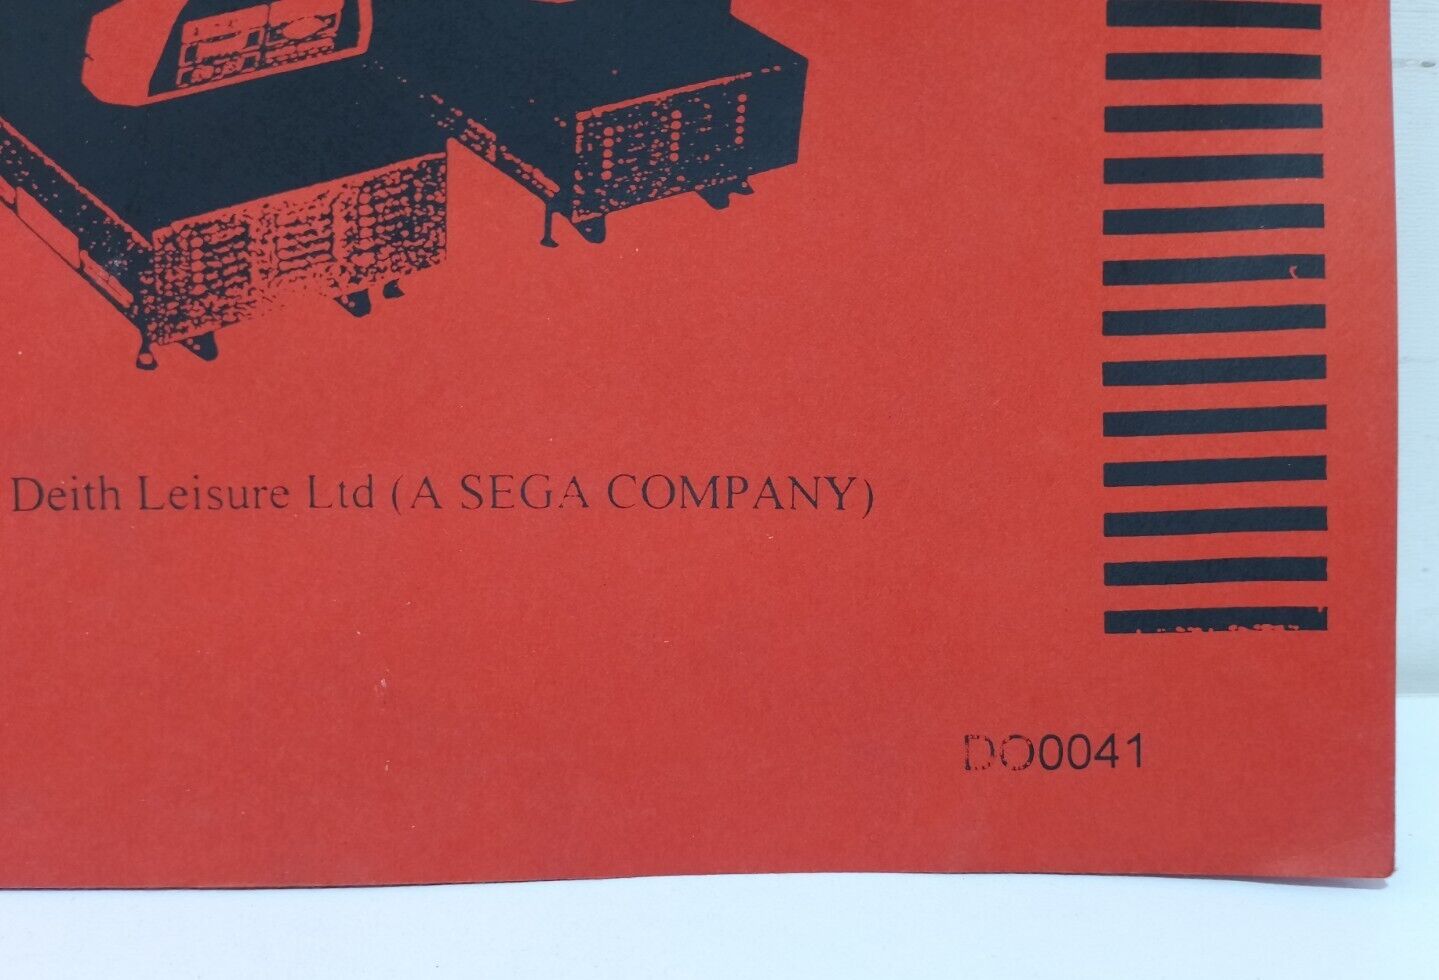 Deith Leisure Ltd (A SEGA COMPANY)
DO0041